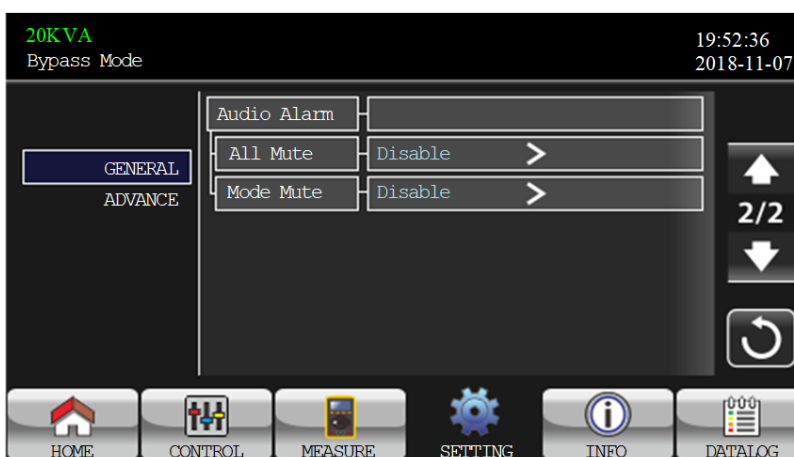 20KVA
19:52:36
Bypass Mode
2018-11-07
Audio Alarm
All Mute
Disable
GENERAL
Mode Mute
Disable
ADVANCE
2/2
HOME
CONTROL
MEASURE
SETTING
INFO
DATALOG